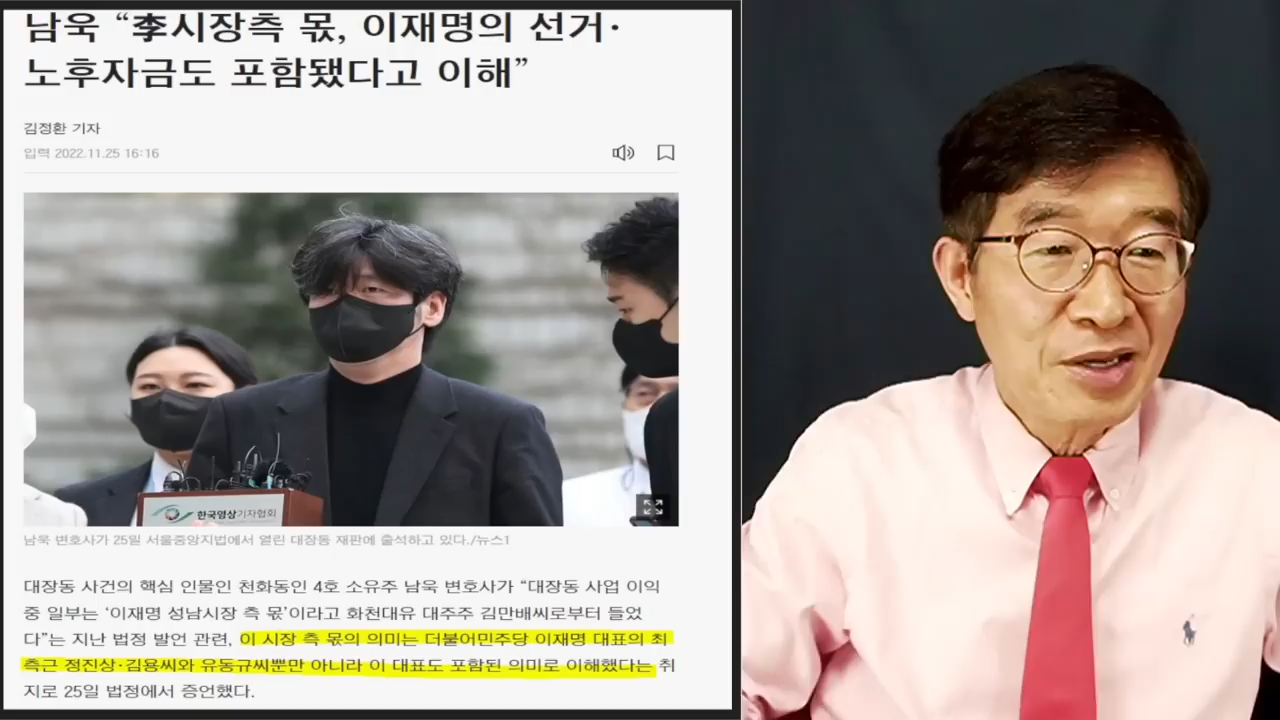 남욱 “李시장측 몫, 이재명의 선거·
노후자금도 포함됐다고 이해”
김정환 기자
입력 2022.11.25 16:16
한국영상기자협회
남욱 변호사가 25일 서울중앙지법에서 열린 대장동 재판에 출석하고 있다./뉴스1
대장동 사건의 핵심 인물인 천화동인 4호 소유주 남욱 변호사가 “대장동 사업 이익
중 일부는 ‘이재명 성남시장 측 몫’이라고 화천대유 대주주 김만배씨로부터 들었
다”는 지난 법정 발언 관련, 이 시장 측 몫의 의미는 더불어민주당 이재명 대표의 최
측근 정진상·김용씨와 유동규씨뿐만 아니라 이 대표도 포함된 의미로 이해했다는 취
지로 25일 법정에서 증언했다.